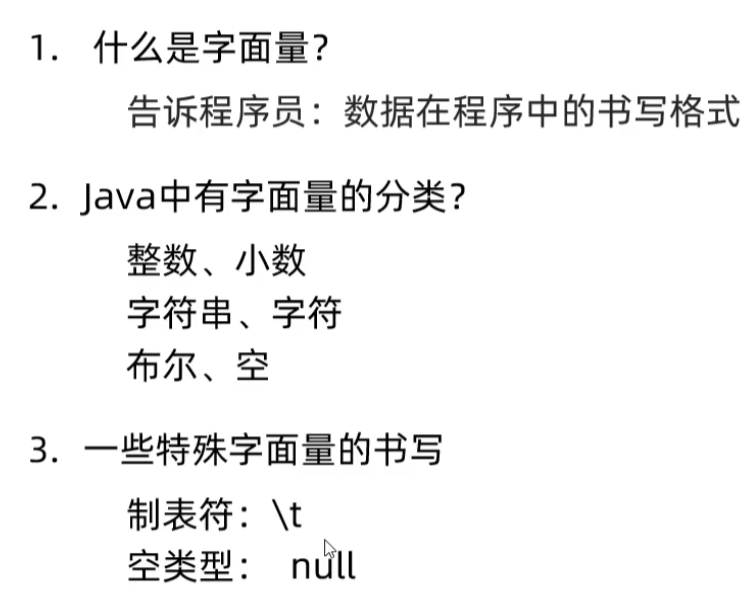 1. 什么是字面量?
告诉程序员：数据在程序中的书写格式
2. Java中有字面量的分类?
整数、小数
字符串、字符
布尔、空
3. 一些特殊字面量的书写
制表符：\t
空类型： null